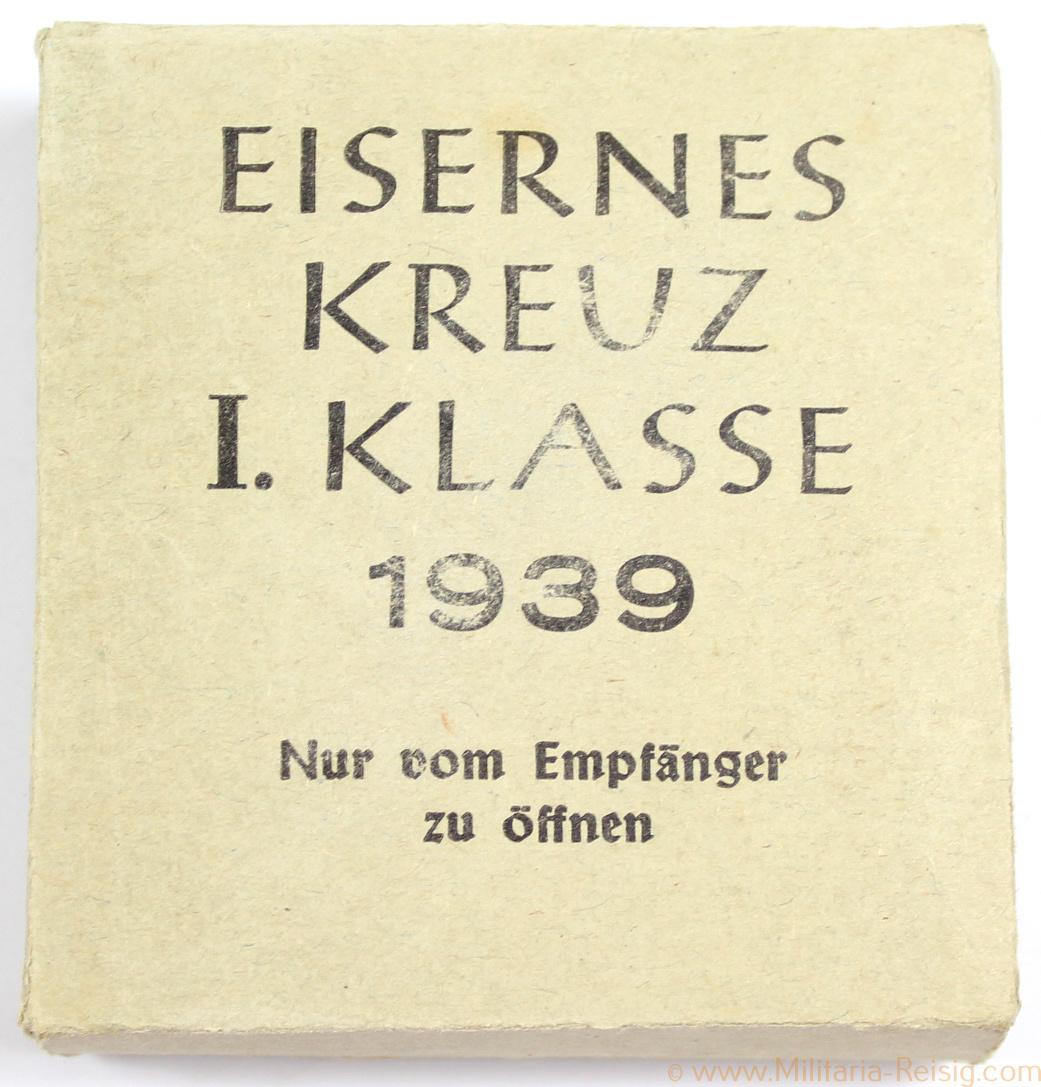 EISERNES
KREUZ
I. KLASSE
1939
Nur vom Empfänger
zu öffnen
© www.Militaria-Reisig.com